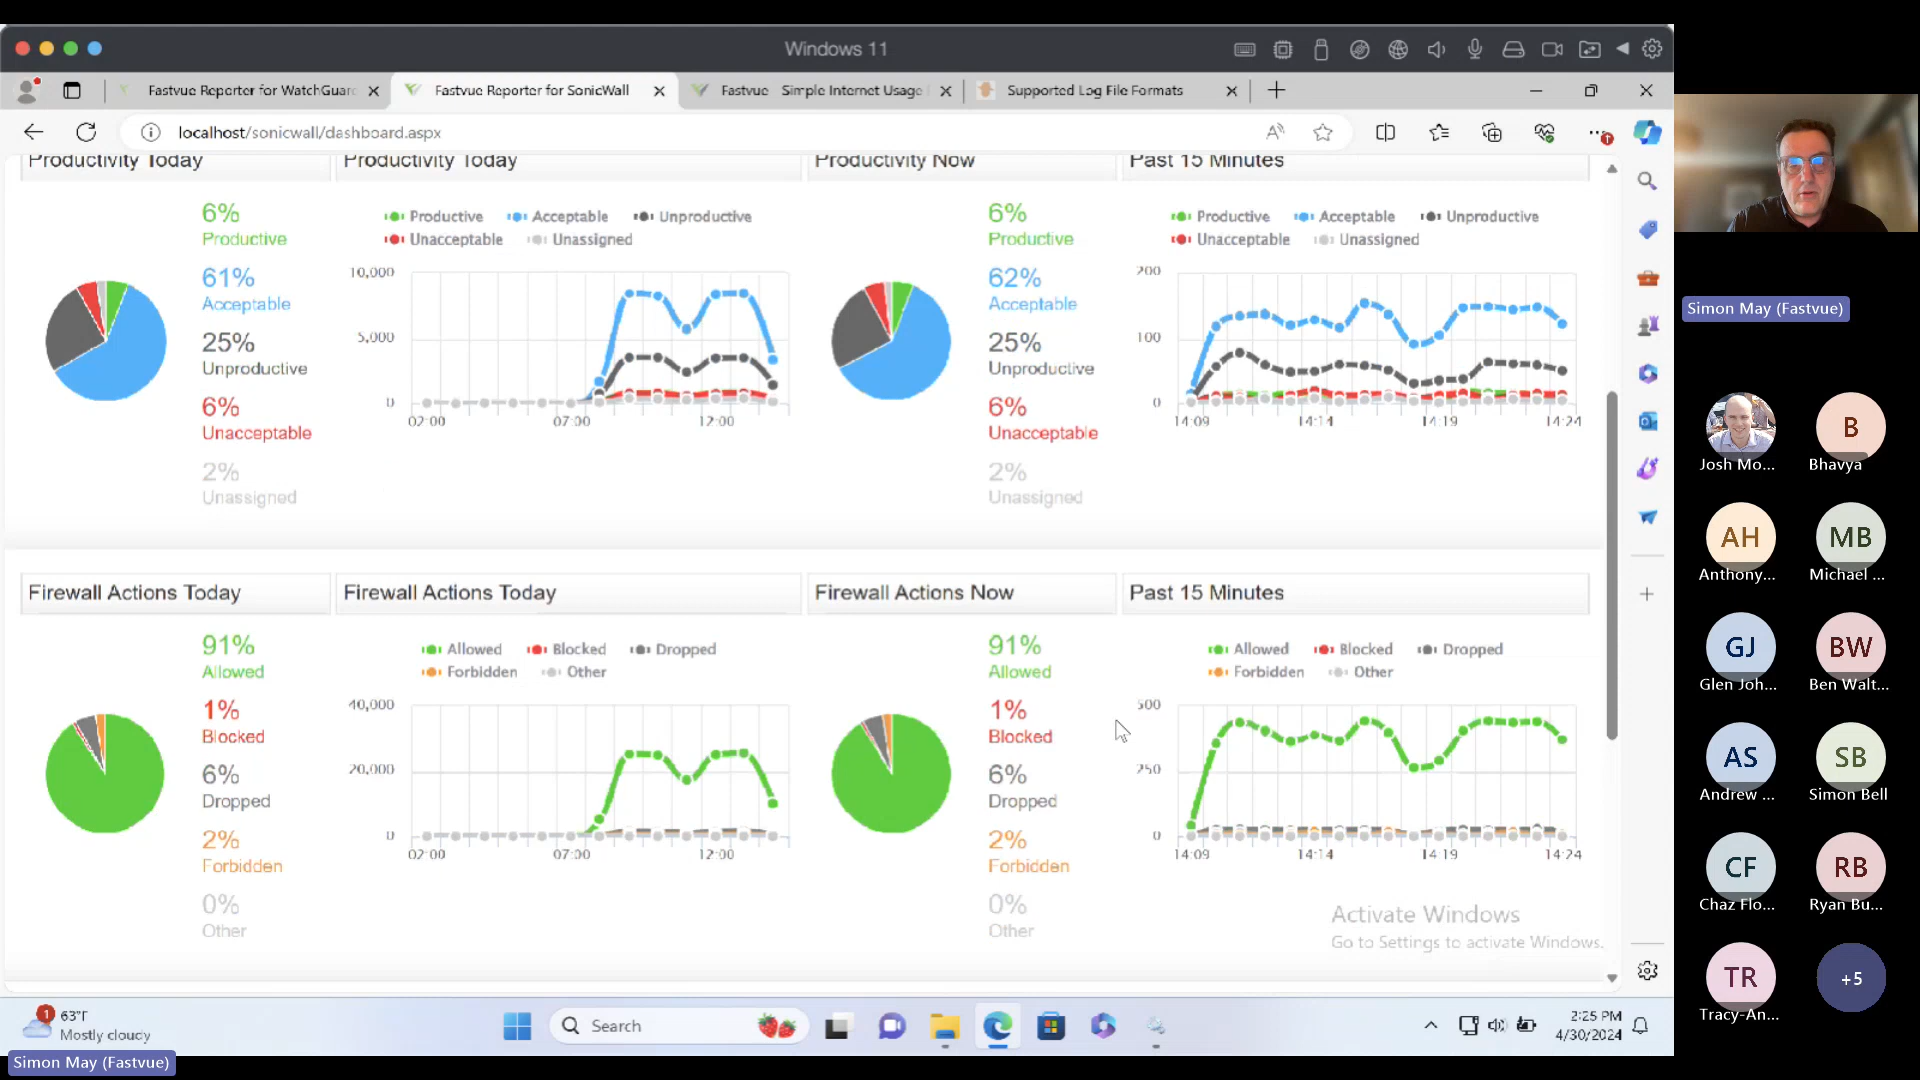 Windows 11
Fastvue Reporter for WatchGuar
Fastvue Reporter for SonicWall
Fastvue Simple Internet Usage
Supported Log File Formats
localhost/sonicwall/dashboard.aspx
Productivity Today
Productivity Today
Productivity Now
Past 15 Minutes
6%
Productive
61%
Acceptable
25%
Unproductive
6%
Unacceptable
2%
Unassigned
Productive Acceptable Unproductive
Unacceptable Unassigned
10,000
5,000
0
02:00 07:00 12:00
6%
Productive
62%
Acceptable
25%
Unproductive
6%
Unacceptable
2%
Unassigned
Productive Acceptable Unproductive
Unacceptable Unassigned
200
100
0
14:09 14:14 14:19 14:24
Firewall Actions Today
Firewall Actions Today
Firewall Actions Now
Past 15 Minutes
91%
Allowed
1%
Blocked
6%
Dropped
2%
Forbidden
0%
Other
Allowed Blocked Dropped
Forbidden Other
40,000
20,000
0
02:00 07:00 12:00
91%
Allowed
1%
Blocked
6%
Dropped
2%
Forbidden
0%
Other
Allowed Blocked Dropped
Forbidden Other
500
250
0
14:09 14:14 14:19 14:24
Activate Windows
Go to Settings to activate Windows.
1
63°F
Mostly cloudy
Search
2:25 PM
4/30/2024
Simon May (Fastvue)
Simon May (Fastvue)
Josh Mo...
B
Bhavya
AH
Anthony...
MB
Michael ...
GJ
Glen Joh...
BW
Ben Walt...
AS
Andrew ...
SB
Simon Bell
CF
Chaz Flo...
RB
Ryan Bu...
TR
Tracy-An...
+5